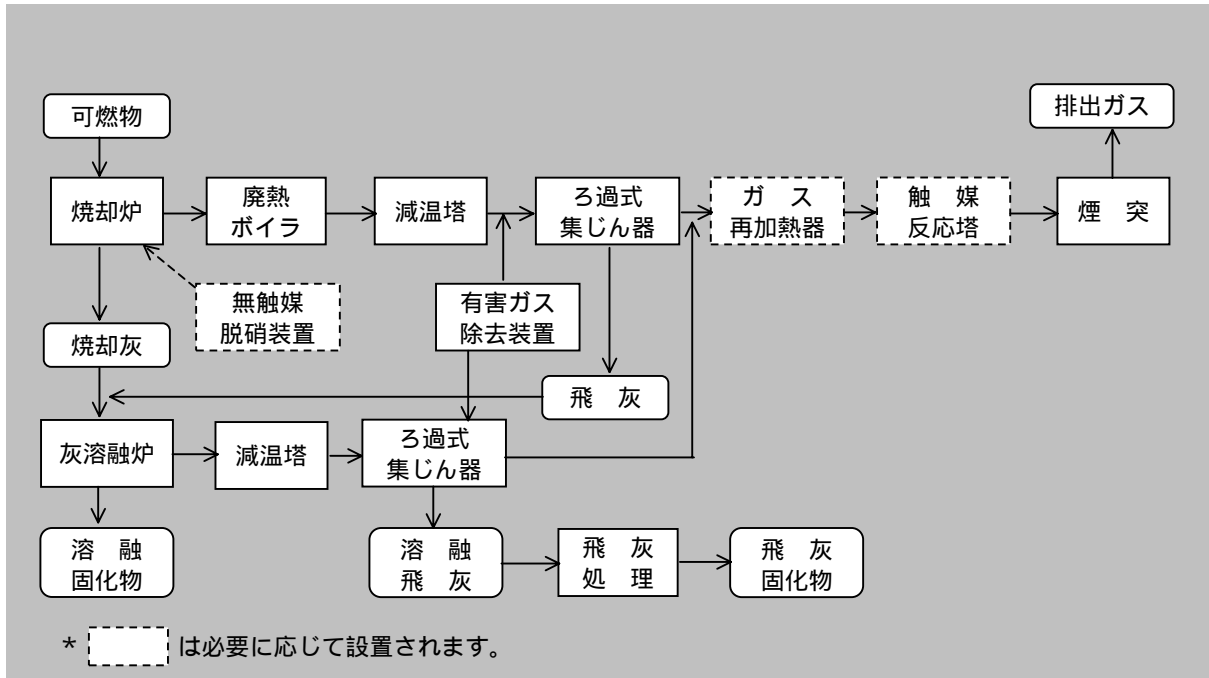 可燃物
排出ガス
焼却炉
廃熱
ボイラ
減温塔
ろ過式
集じん器
ガ　ス
再加熱器
触　媒
反応塔
煙　突
無触媒
脱硝装置
有害ガス
除去装置
焼却灰
飛　灰
灰溶融炉
減温塔
ろ過式
集じん器
溶　融
固化物
溶　融
飛　灰
飛　灰
処　理
飛　灰
固化物
* は必要に応じて設置されます。